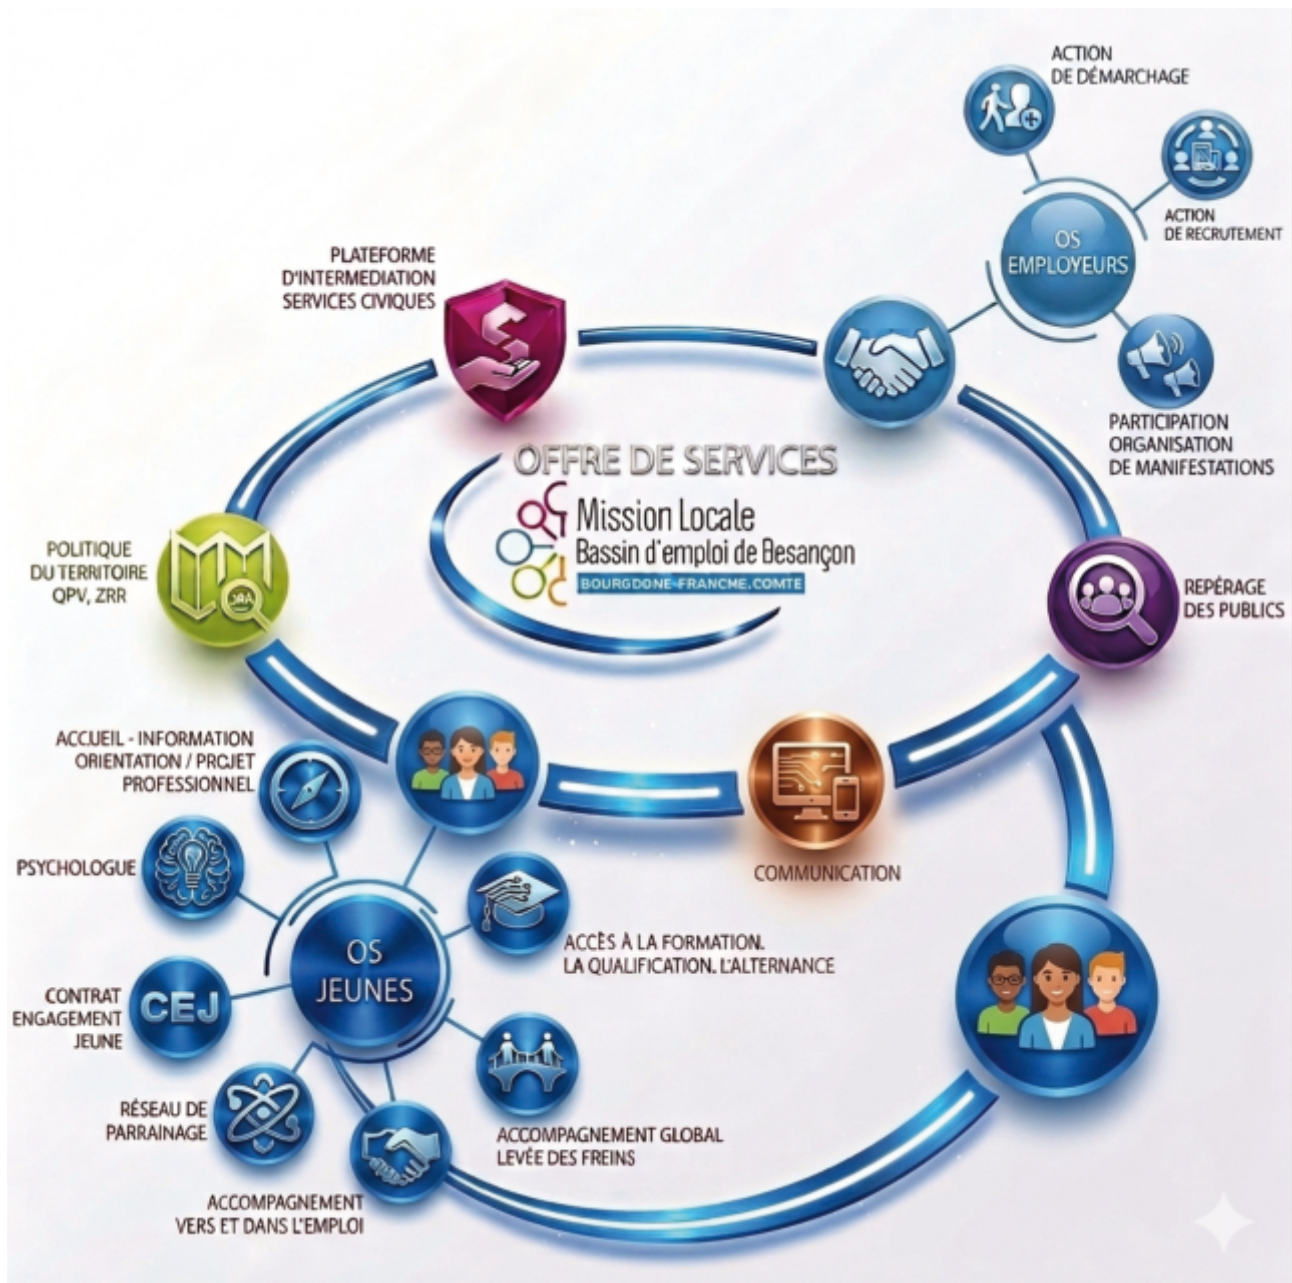 ACTION
DE DÉMARCHAGE
ACTION
DE RECRUTEMENT
OS
EMPLOYEURS
PARTICIPATION
ORGANISATION
DE MANIFESTATIONS
PLATEFORME
D'INTERMEDIATION
SERVICES CIVIQUES
OFFRE DE SERVICES
Mission Locale
Bassin d'emploi de Besançon
BOURGDONE-FRANCME.COMTE
POLITIQUE
DU TERRITOIRE
QPV, ZRR
REPÉRAGE
DES PUBLICS
ACCUEIL - INFORMATION
ORIENTATION / PROJET
PROFESSIONNEL
PSYCHOLOGUE
COMMUNICATION
OS
JEUNES
ACCÈS À LA FORMATION.
LA QUALIFICATION. L'ALTERNANCE
CONTRAT
ENGAGEMENT
JEUNE
CEJ
RÉSEAU DE
PARRAINAGE
ACCOMPAGNEMENT GLOBAL
LEVÉE DES FREINS
ACCOMPAGNEMENT
VERS ET DANS L'EMPLOI